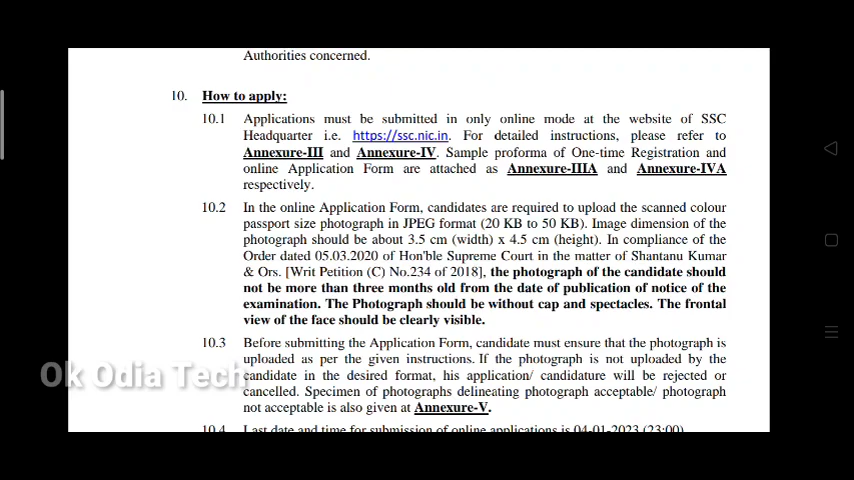 Authorities concerned.
10. How to apply:
10.1 Applications must be submitted in only online mode at the website of SSC
Headquarter i.e. https://ssc.nic.in. For detailed instructions, please refer to
Annexure-III and Annexure-IV. Sample proforma of One-time Registration and
online Application Form are attached as Annexure-IIIA and Annexure-IVA
respectively.
10.2 In the online Application Form, candidates are required to upload the scanned colour
passport size photograph in JPEG format (20 KB to 50 KB). Image dimension of the
photograph should be about 3.5 cm (width) x 4.5 cm (height). In compliance of the
Order dated 05.03.2020 of Hon'ble Supreme Court in the matter of Shantanu Kumar
& Ors. [Writ Petition (C) No.234 of 2018], the photograph of the candidate should
not be more than three months old from the date of publication of notice of the
examination. The Photograph should be without cap and spectacles. The frontal
view of the face should be clearly visible.
10.3 Before submitting the Application Form, candidate must ensure that the photograph is
uploaded as per the given instructions. If the photograph is not uploaded by the
candidate in the desired format, his application/ candidature will be rejected or
cancelled. Specimen of photographs delineating photograph acceptable/ photograph
not acceptable is also given at Annexure-V.
10.4 Last date and time for submission of online applications is 04-01-2023 (23:00)
Ok Odia Tech